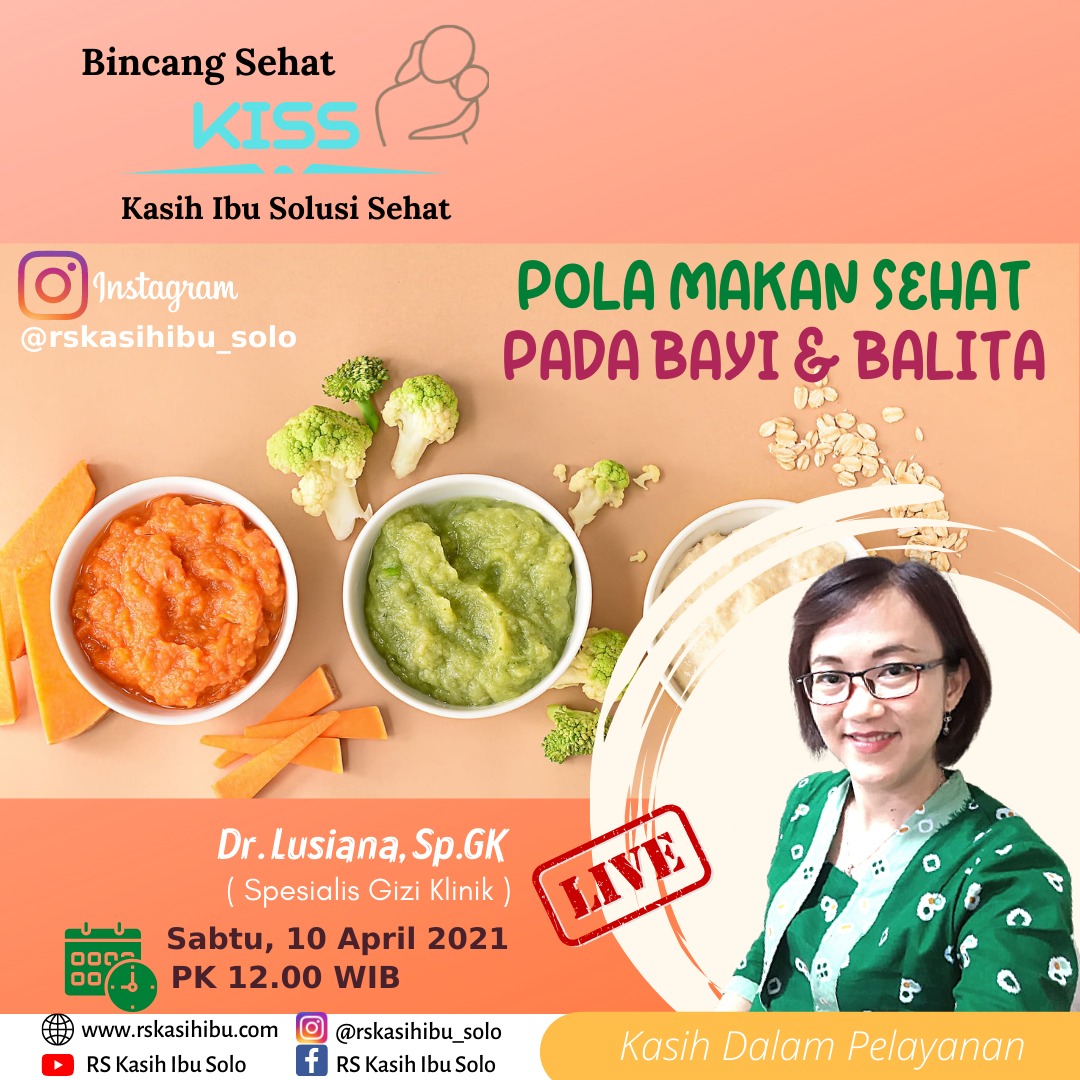 Bincang Sehat
KISS
Kasih Ibu Solusi Sehat
Instagram
@rskasihibu_solo
POLA MAKAN SEHAT
PADA BAYI & BALITA
Dr. Lusiana, Sp.GK
( Spesialis Gizi Klinik )
LIVE
Sabtu, 10 April 2021
PK 12.00 WIB
www.rskasihibu.com
@rskasihibu_solo
RS Kasih Ibu Solo
RS Kasih Ibu Solo
Kasih Dalam Pelayanan